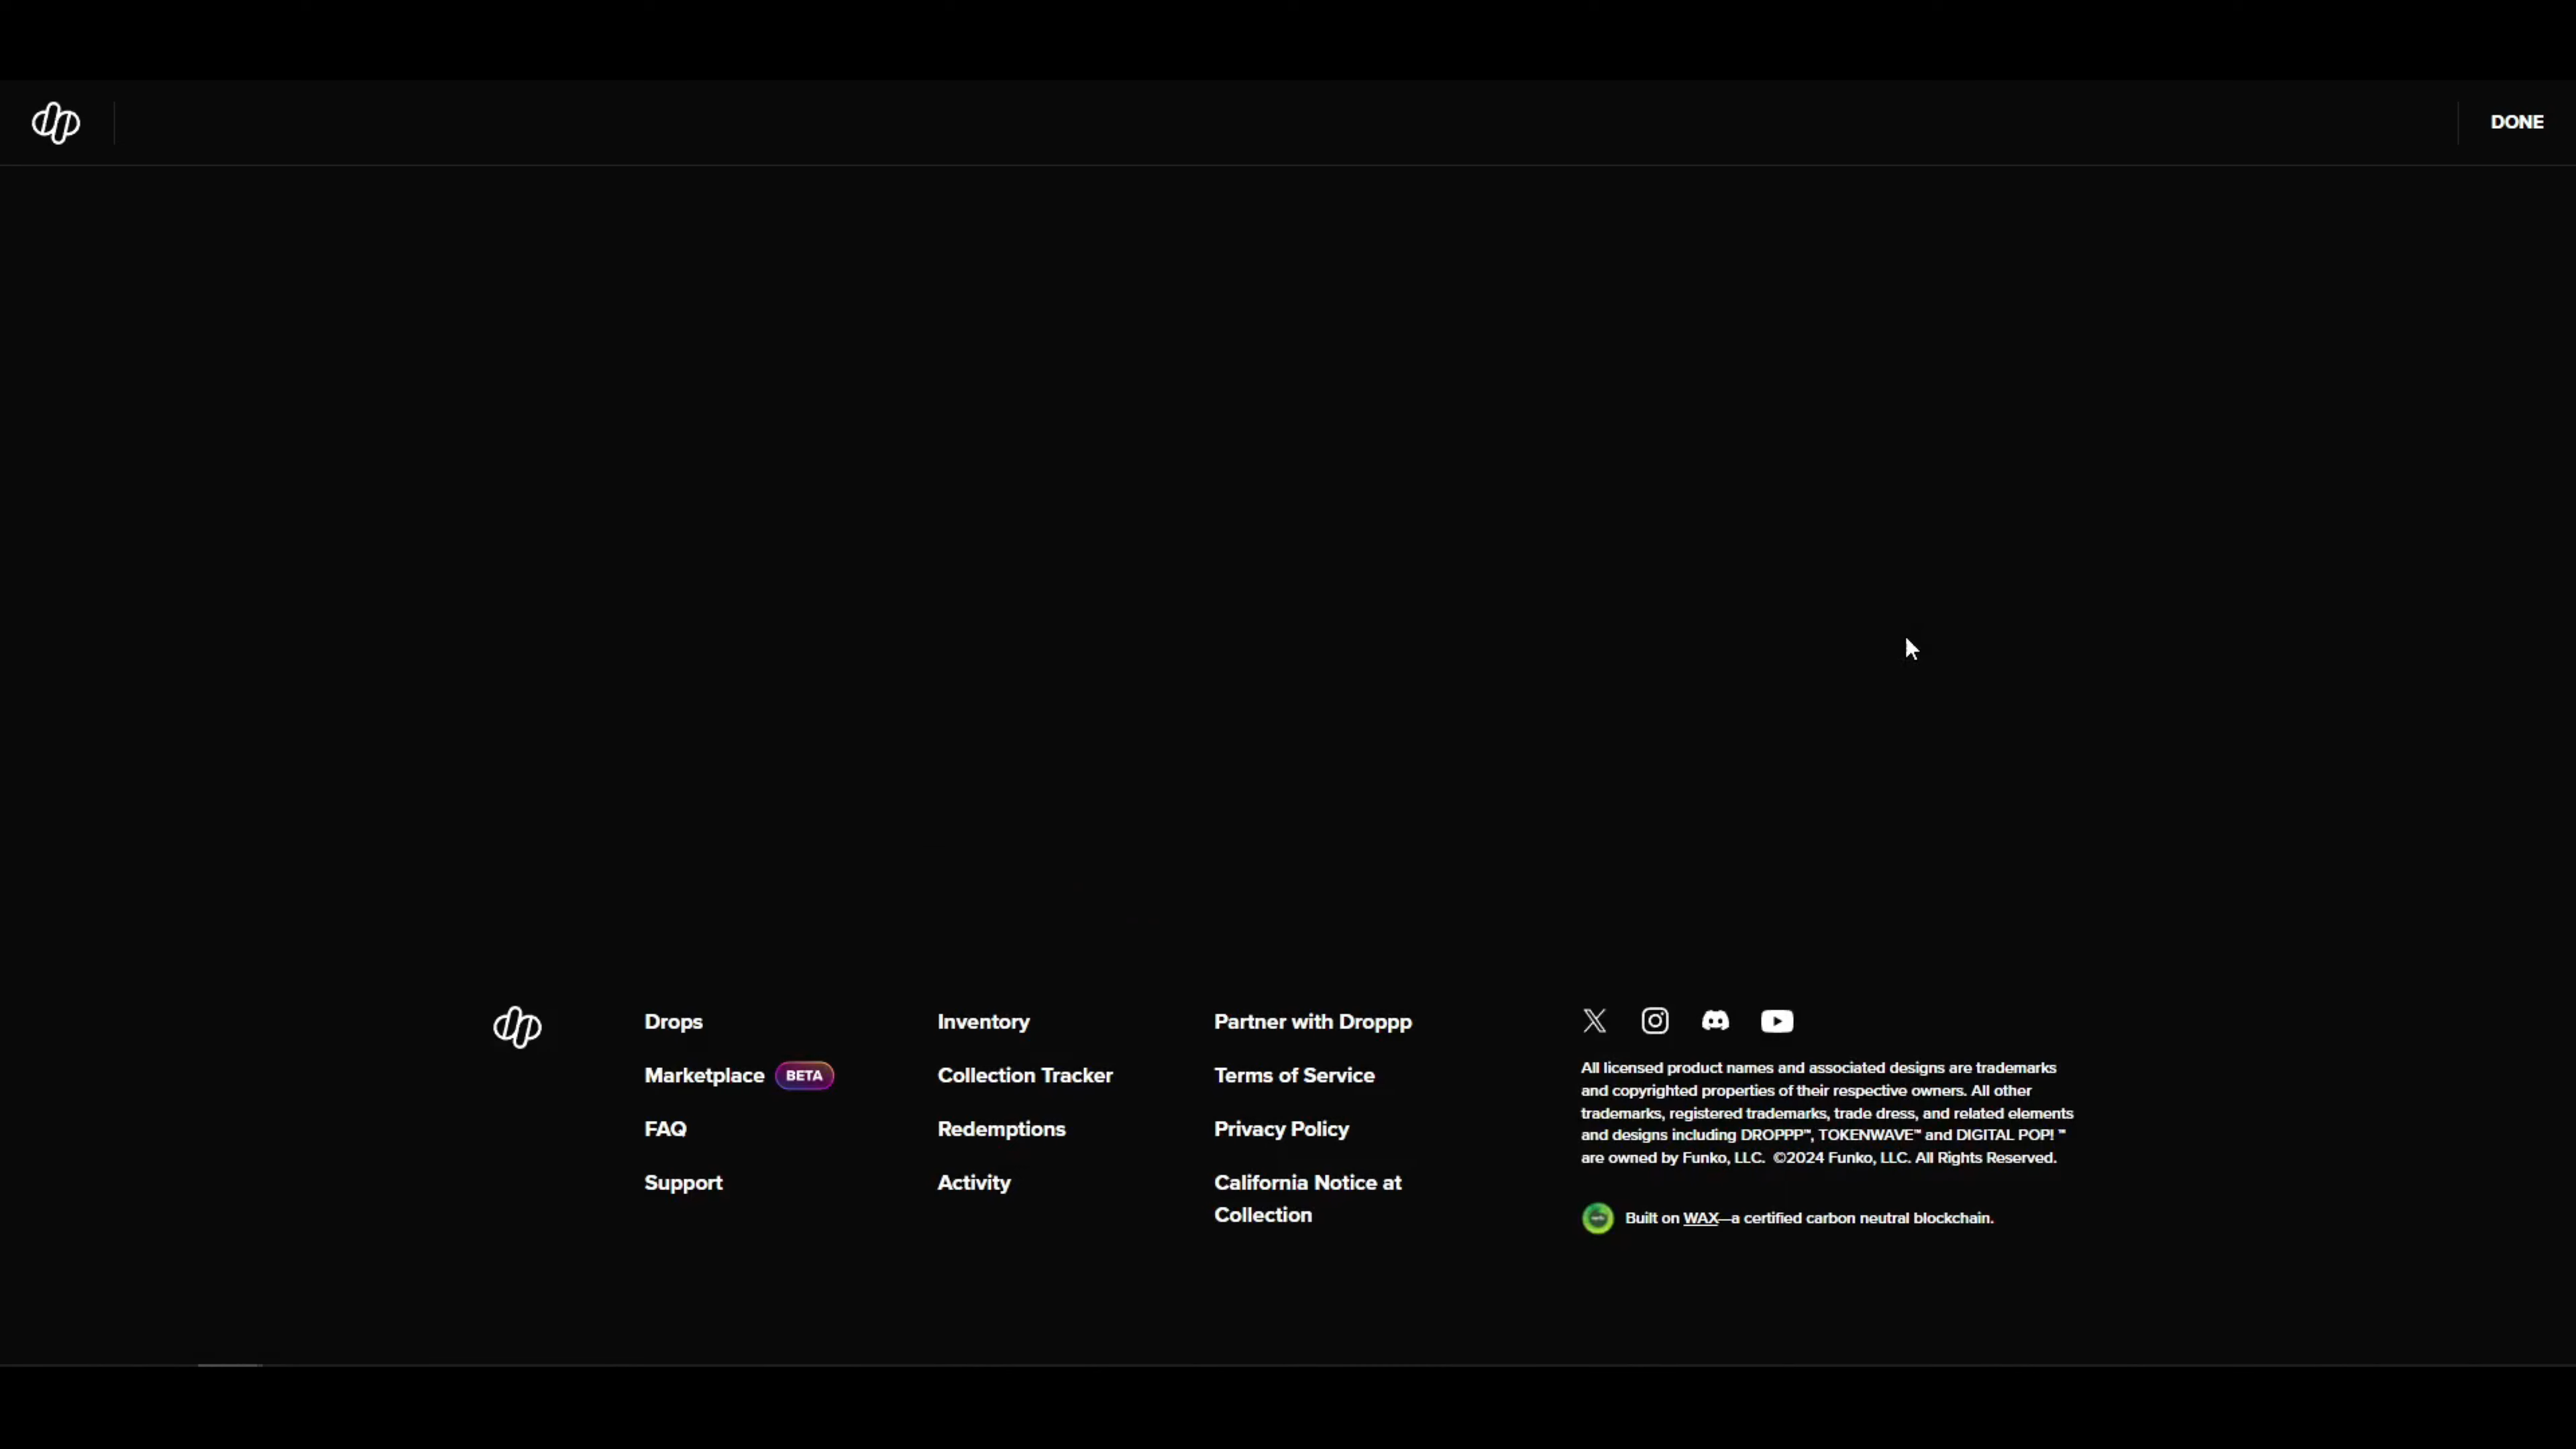 DONE
Drops
Marketplace BETA
FAQ
Support
Inventory
Collection Tracker
Redemptions
Activity
Partner with Droppp
Terms of Service
Privacy Policy
California Notice at
Collection
All licensed product names and associated designs are trademarks
and copyrighted properties of their respective owners. All other
trademarks, registered trademarks, trade dress, and related elements
and designs including DROPPP™, TOKENWAVE™ and DIGITAL POP! ™
are owned by Funko, LLC. ©2024 Funko, LLC. All Rights Reserved.
Built on WAX—a certified carbon neutral blockchain.